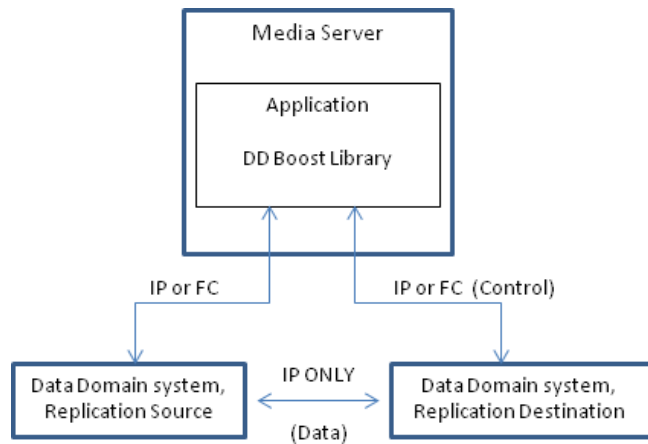 Media Server
Application
DD Boost Library
IP or FC
IP or FC (Control)
Data Domain system,
Replication Source
IP ONLY
(Data)
Data Domain system,
Replication Destination